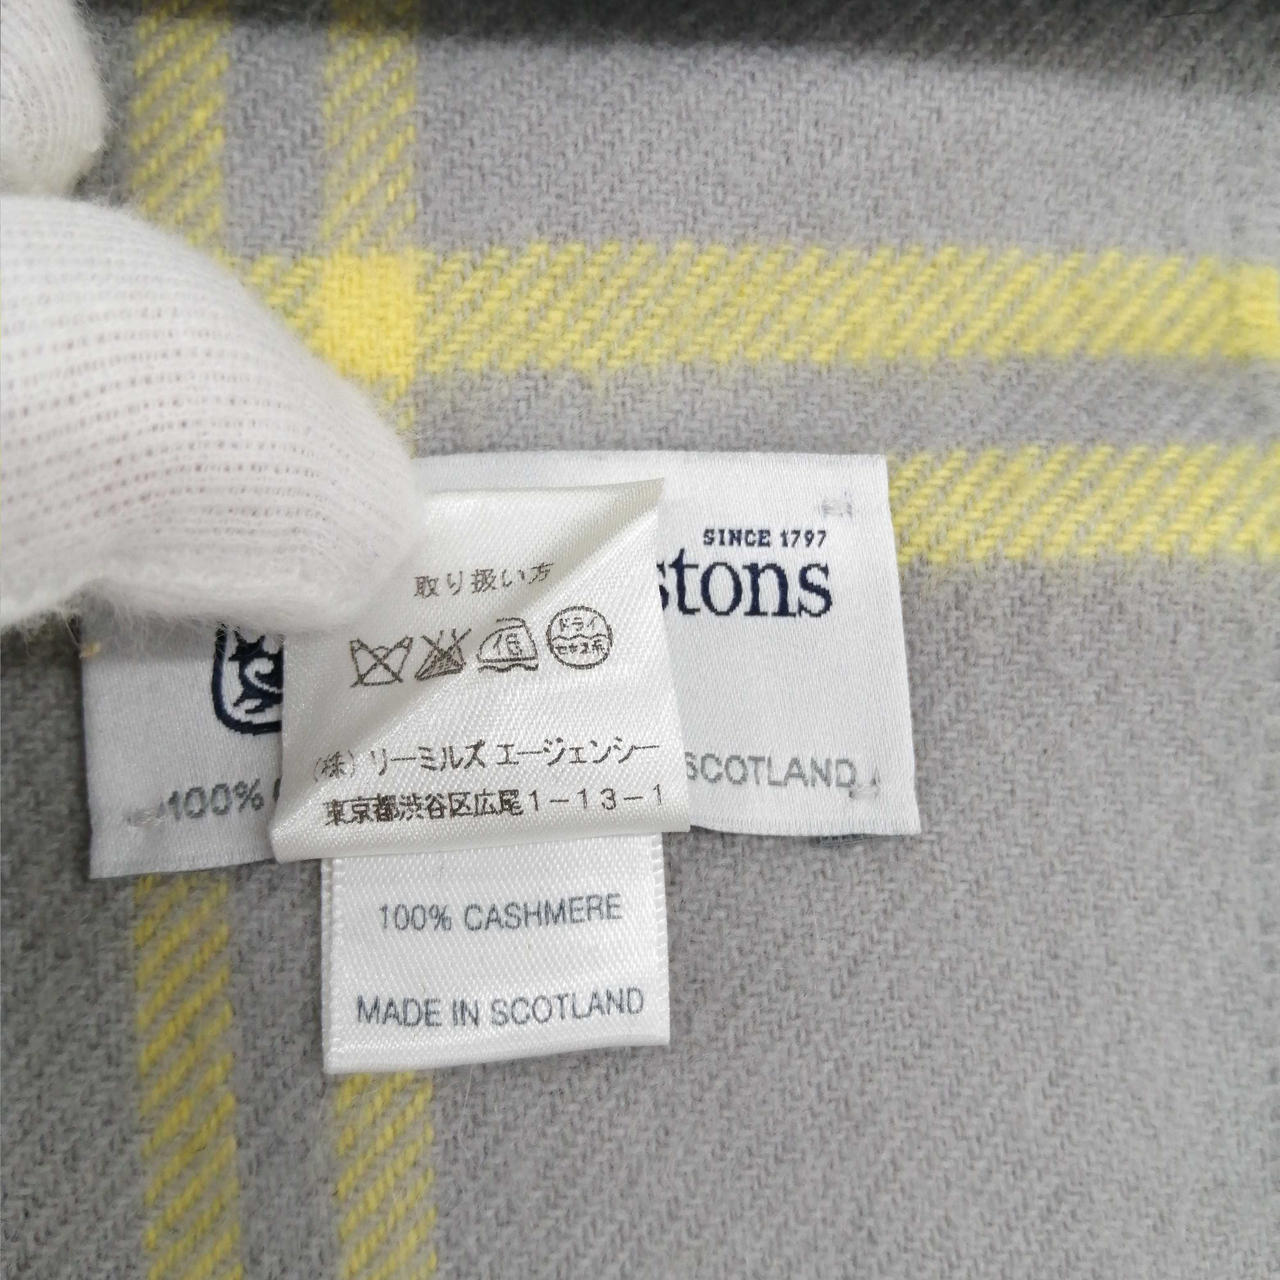 SINCE 1797
stons
取り扱い方
低 ドライ
セキユ系
(株) リーミルズ エージェンシー
東京都渋谷区広尾1-13-1
100%
SCOTLAND
100% CASHMERE
MADE IN SCOTLAND